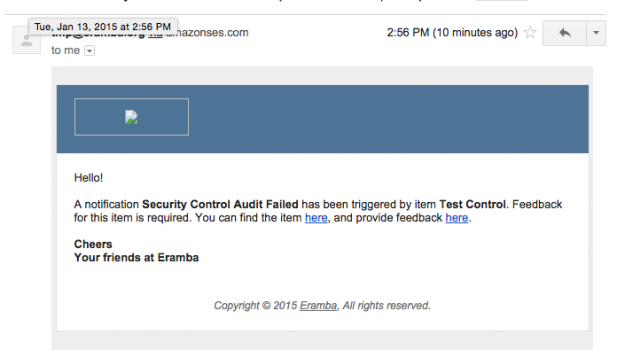 Tue, Jan 13, 2015 at 2:56 PM
amazonses.com
2:56 PM (10 minutes ago)
to me
Hello!
A notification Security Control Audit Failed has been triggered by item Test Control. Feedback
for this item is required. You can find the item here, and provide feedback here.
Cheers
Your friends at Eramba
Copyright © 2015 Eramba, All rights reserved.